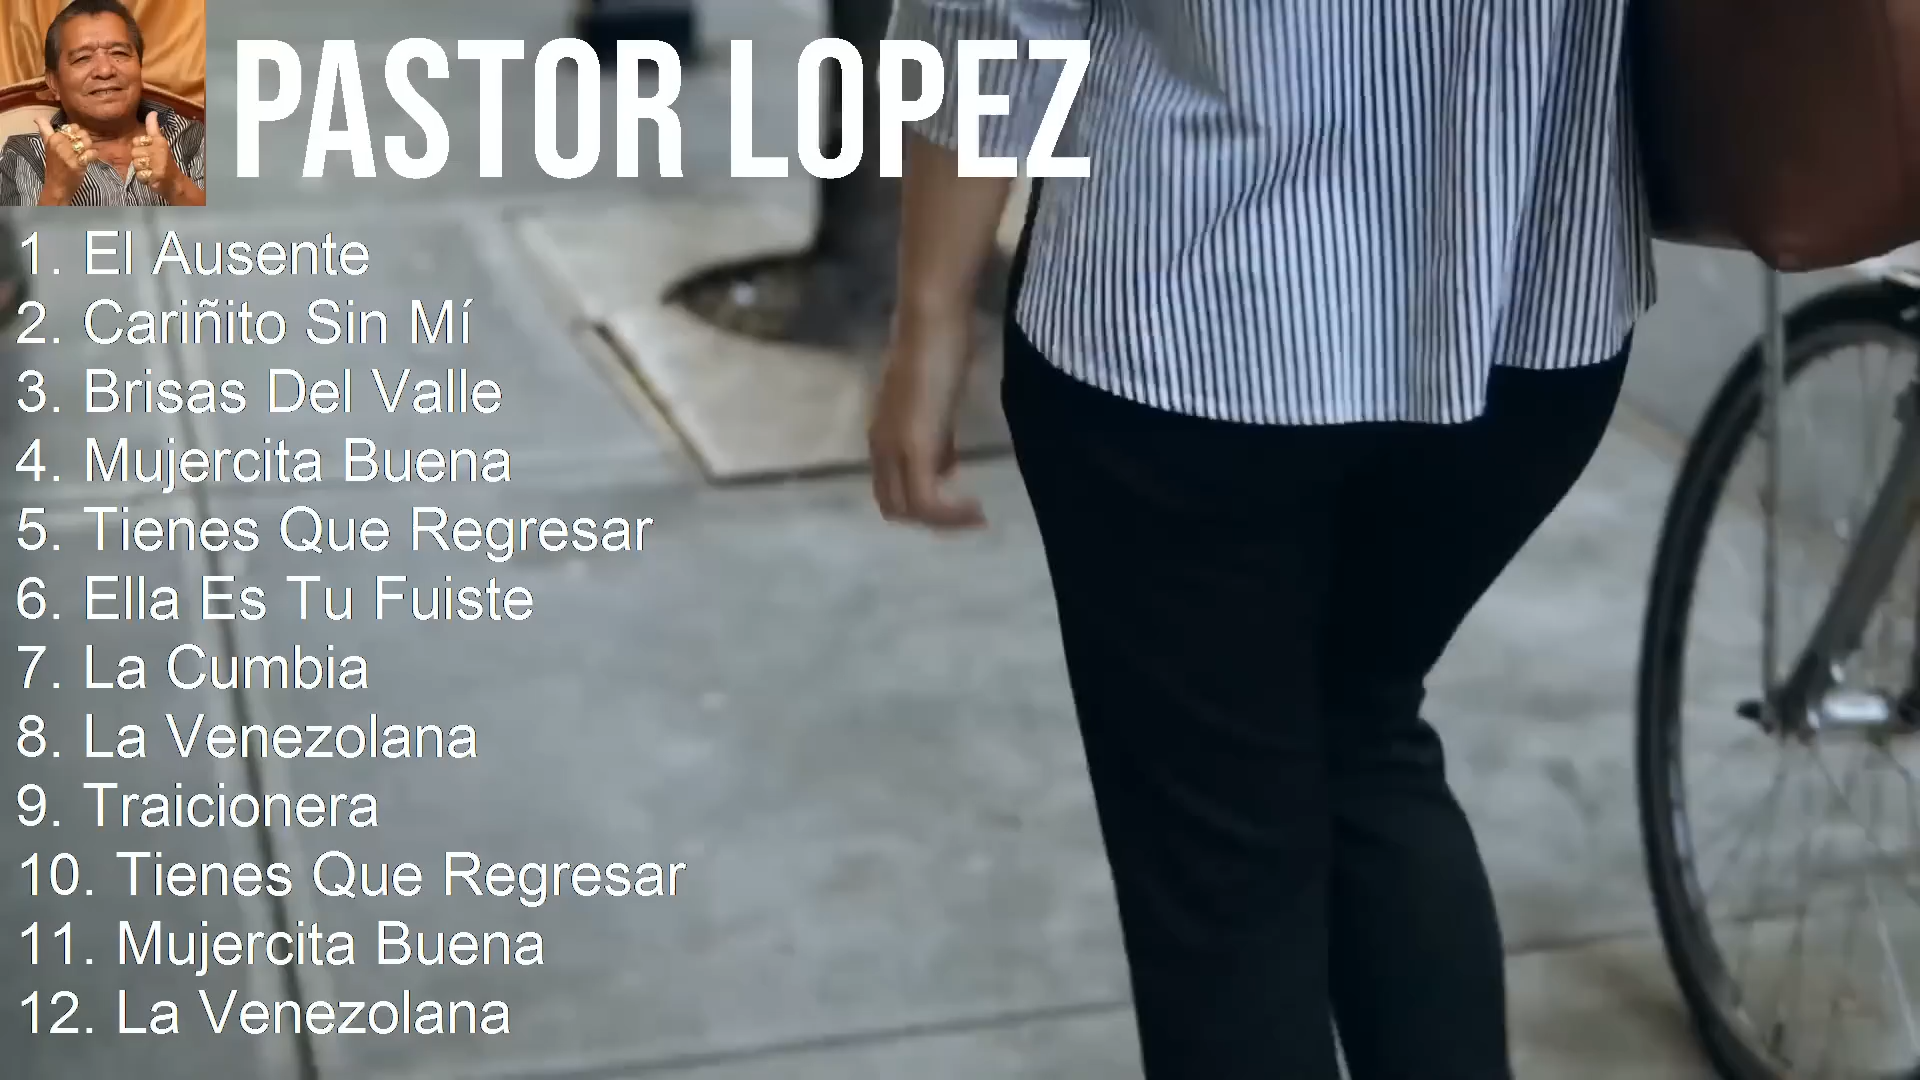 PASTOR LOPEZ
1. El Ausente
2. Cariñito Sin Mí
3. Brisas Del Valle
4. Mujercita Buena
5. Tienes Que Regresar
6. Ella Es Tu Fuiste
7. La Cumbia
8. La Venezolana
9. Traicionera
10. Tienes Que Regresar
11. Mujercita Buena
12. La Venezolana